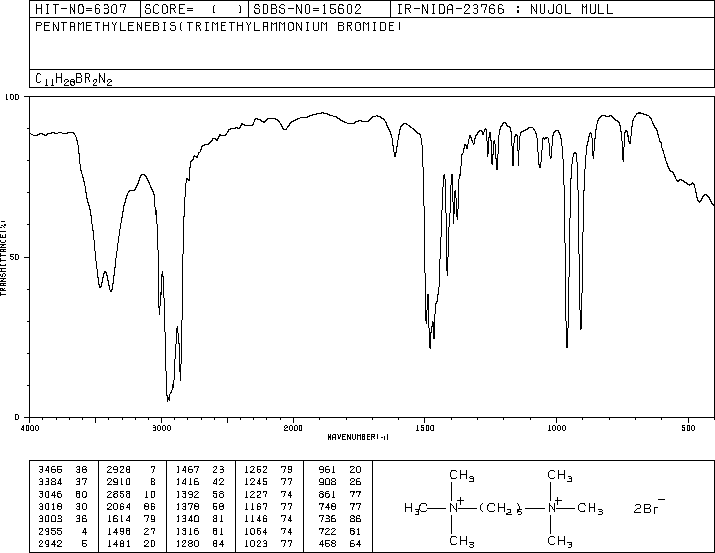 HIT-NO=6307 SCORE= ( ) SDBS-NO=15602 IR-NIDA-23766 : NUJOL MULL
PENTAMETHYLENEBIS(TRIMETHYLAMMONIUM BROMIDE)
C11H28BR2N2
100
50
0
TRANSMITTANCE(%)
4000 3000 2000 1500 1000 500
WAVENUMBER(-1)
3466 38 2928 7 1467 23 1262 79 961 20
3384 37 2910 8 1416 42 1245 77 908 26
3046 60 2858 10 1392 58 1227 74 861 77
3018 30 2064 86 1378 58 1167 77 748 77
3003 36 1614 79 1340 81 1146 74 736 86
2955 4 1498 27 1316 81 1064 74 722 81
2942 5 1481 20 1280 84 1023 77 458 64
CH3 CH3
H3C N+ (CH2)5 N+ CH3 2Br−
CH3 CH3